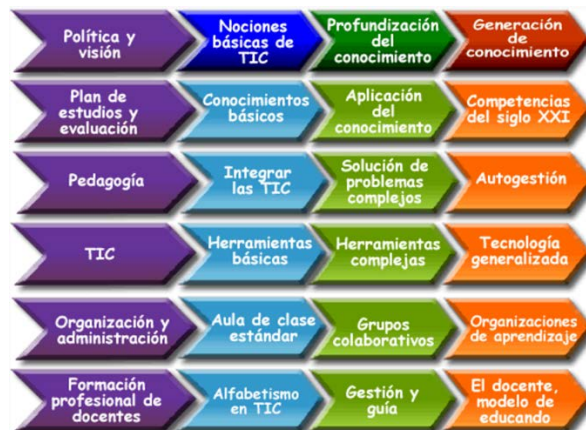 Política y
visión
Nociones
básicas de
TIC
Profundización
del
conocimiento
Generación
de
conocimiento
Plan de
estudios y
evaluación
Conocimientos
básicos
Aplicación
del
conocimiento
Competencias
del siglo XXI
Pedagogía
Integrar
las TIC
Solución de
problemas
complejos
Autogestión
TIC
Herramientas
básicas
Herramientas
complejas
Tecnología
generalizada
Organización y
administración
Aula de clase
estándar
Grupos
colaborativos
Organizaciones
de aprendizaje
Formación
profesional de
docentes
Alfabetismo
en TIC
Gestión y
guía
El docente,
modelo de
educando